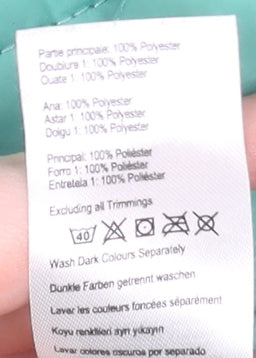 Partie principale: 100% Polyester
Doublure 1: 100% Polyester
Ouate 1: 100% Polyester
Ana: 100% Polyester
Astar 1: 100% Polyester
Dolgu 1: 100% Polyester
Principal: 100% Poliéster
Forro 1: 100% Poliéster
Entretela 1: 100% Poliéster
Excluding all Trimmings
40
Wash Dark Colours Separately
Dunkle Farben getrennt waschen
Laver les couleurs foncées séparément
Koyu renklileri ayrı yıkayın
Lavar colores oscuros por separado